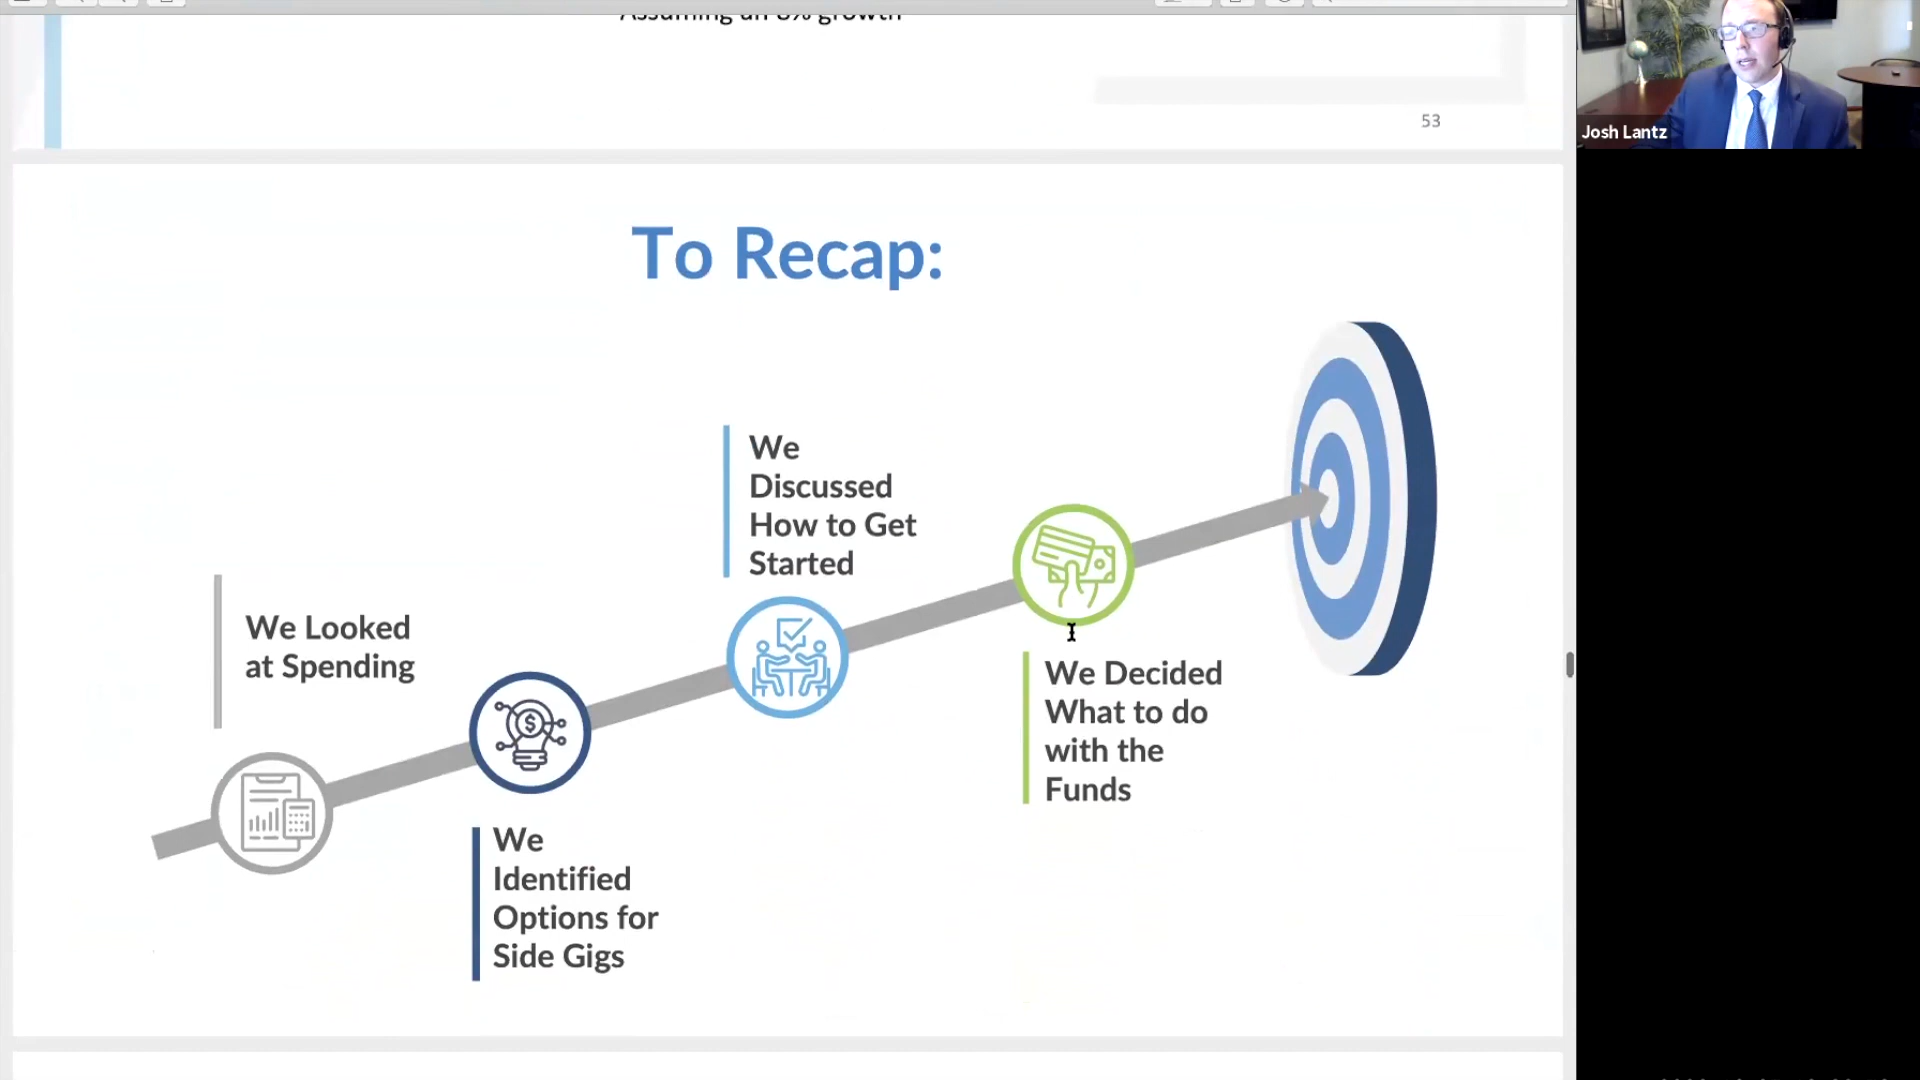 Assuming an 8% growth
53
Josh Lantz
To Recap:
We
Discussed
How to Get
Started
We Looked
at Spending
We Decided
What to do
with the
Funds
We
Identified
Options for
Side Gigs
$